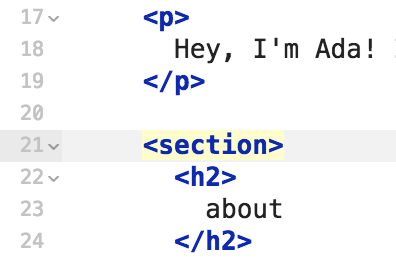 17 <p>
18 Hey, I'm Ada!
19 </p>
20
21 <section>
22 <h2>
23 about
24 </h2>